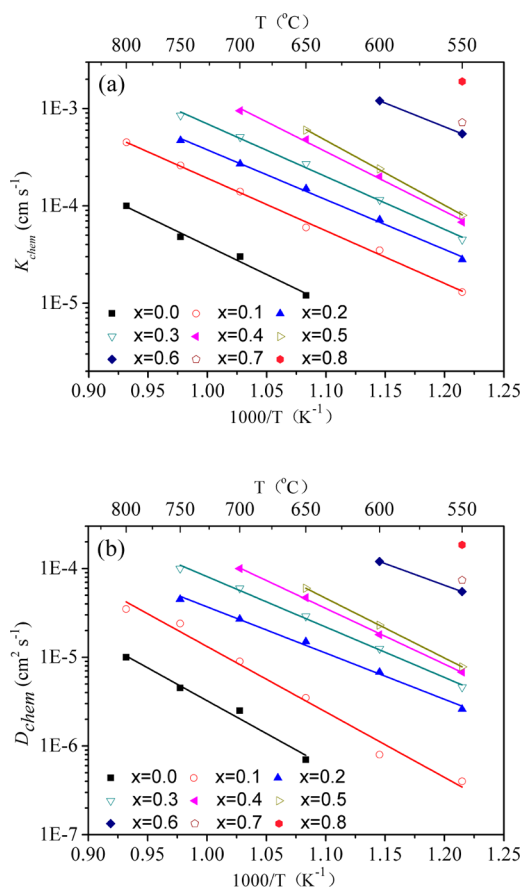 T (°C)
800 750 700 650 600 550
(a)
1E-3
1E-4
1E-5
K_chem (cm s⁻¹)
x=0.0 x=0.1 x=0.2
x=0.3 x=0.4 x=0.5
x=0.6 x=0.7 x=0.8
0.90 0.95 1.00 1.05 1.10 1.15 1.20 1.25
1000/T (K⁻¹)
T (°C)
800 750 700 650 600 550
(b)
1E-4
1E-5
1E-6
1E-7
D_chem (cm² s⁻¹)
x=0.0 x=0.1 x=0.2
x=0.3 x=0.4 x=0.5
x=0.6 x=0.7 x=0.8
0.90 0.95 1.00 1.05 1.10 1.15 1.20 1.25
1000/T (K⁻¹)